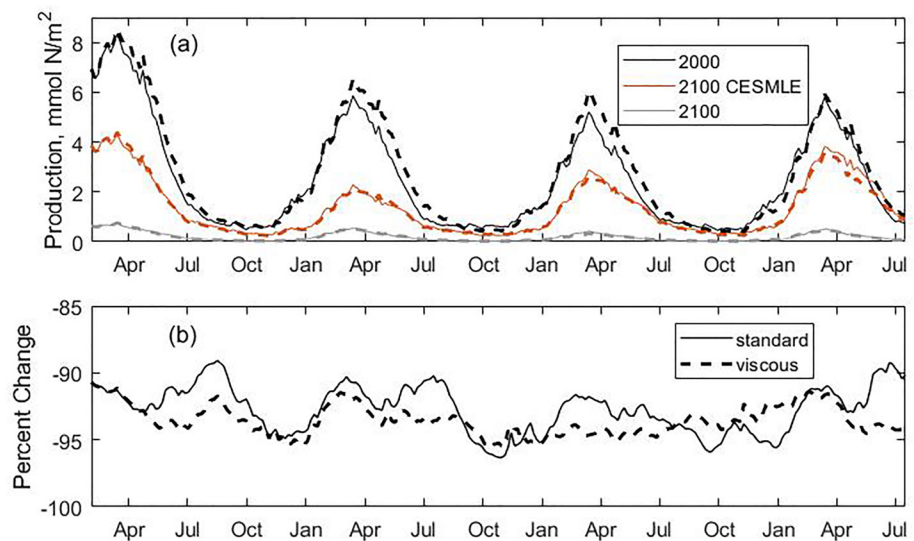 (a)
Production, mmol N/m²
8
6
4
2
0
2000
2100 CESMLE
2100
Apr Jul Oct Jan Apr Jul Oct Jan Apr Jul Oct Jan Apr Jul
(b)
Percent Change
-85
-90
-95
-100
standard
viscous
Apr Jul Oct Jan Apr Jul Oct Jan Apr Jul Oct Jan Apr Jul